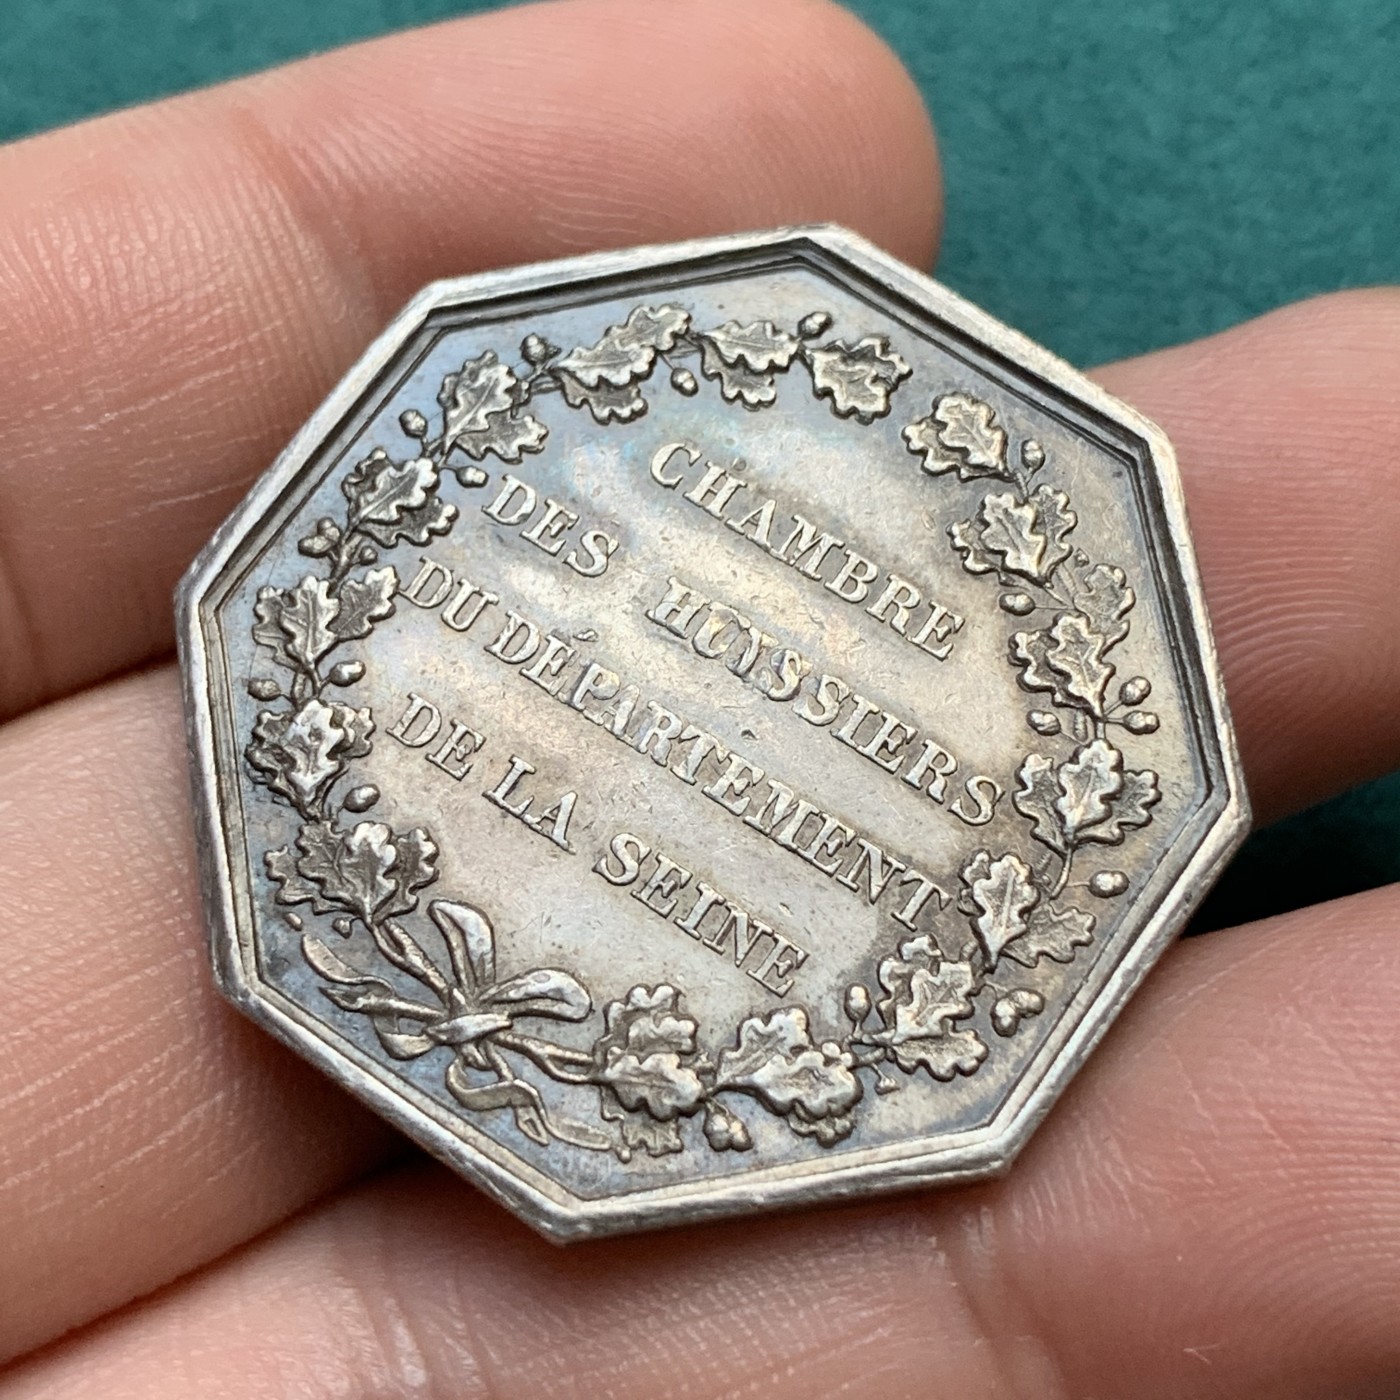 CHAMBRE
DES HUISSIERS
DU DÉPARTEMENT
DE LA SEINE